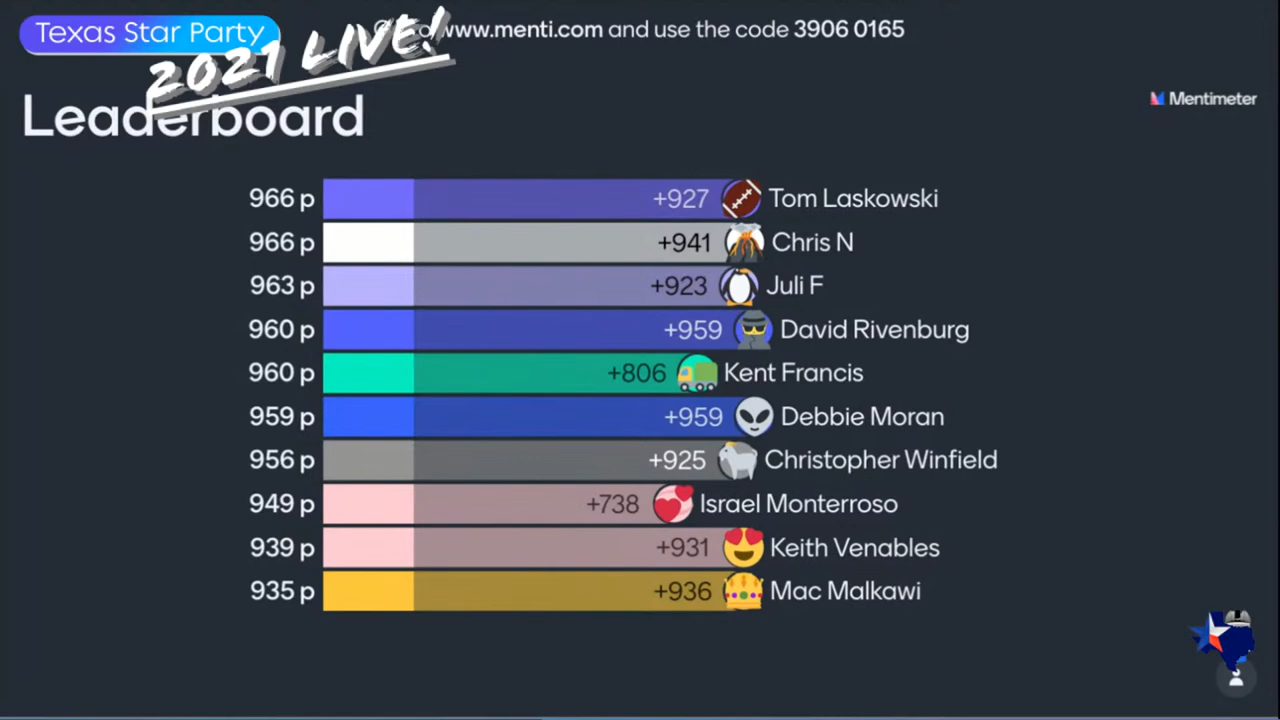 Texas Star Party
2021 LIVE!
www.menti.com and use the code 3906 0165
Leaderboard
Mentimeter
966 p +927 Tom Laskowski
966 p +941 Chris N
963 p +923 Juli F
960 p +959 David Rivenburg
960 p +806 Kent Francis
959 p +959 Debbie Moran
956 p +925 Christopher Winfield
949 p +738 Israel Monterroso
939 p +931 Keith Venables
935 p +936 Mac Malkawi